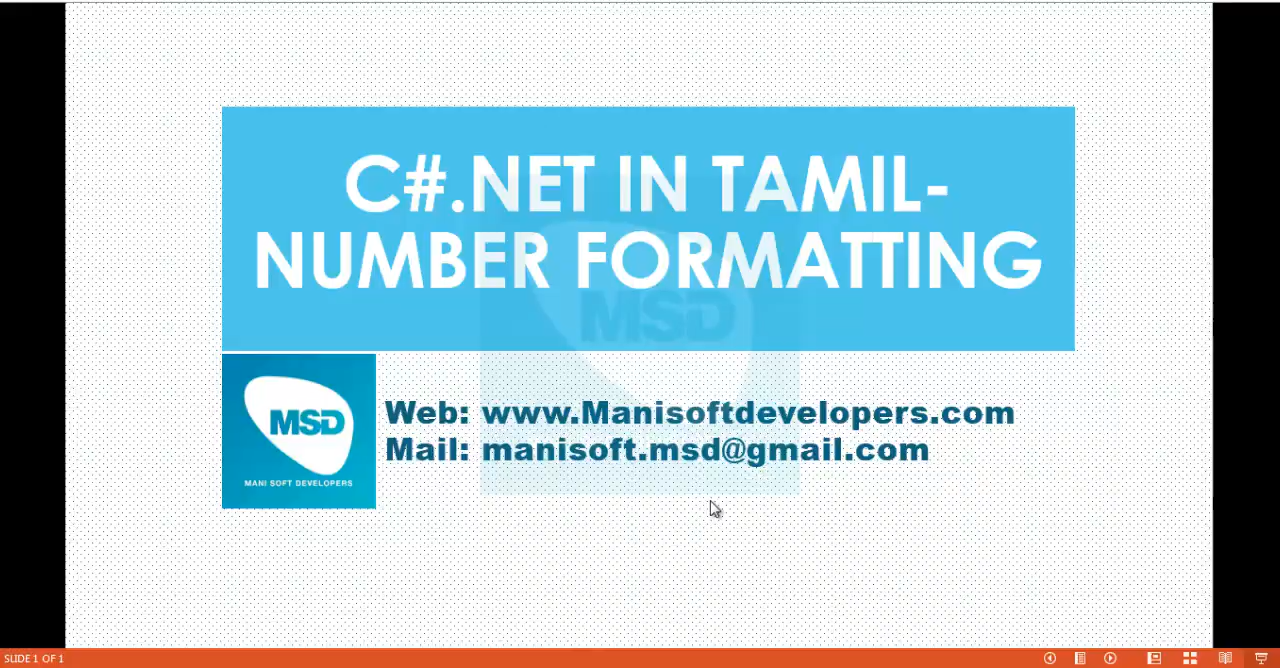 C#.NET IN TAMIL-
NUMBER FORMATTING
MSD
MSD
MANI SOFT DEVELOPERS
Web: www.Manisoftdevelopers.com
Mail: manisoft.msd@gmail.com
SLIDE 1 OF 1